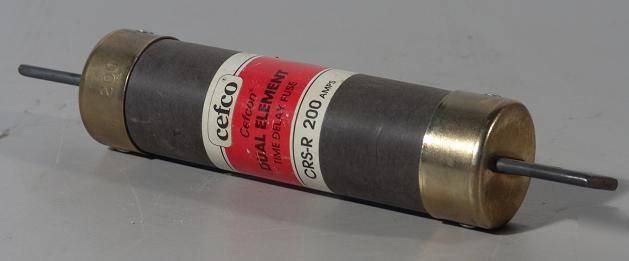 200
cefco®
Cefcon®
DUAL ELEMENT
TIME DELAY FUSE
CRS-R 200 AMPS